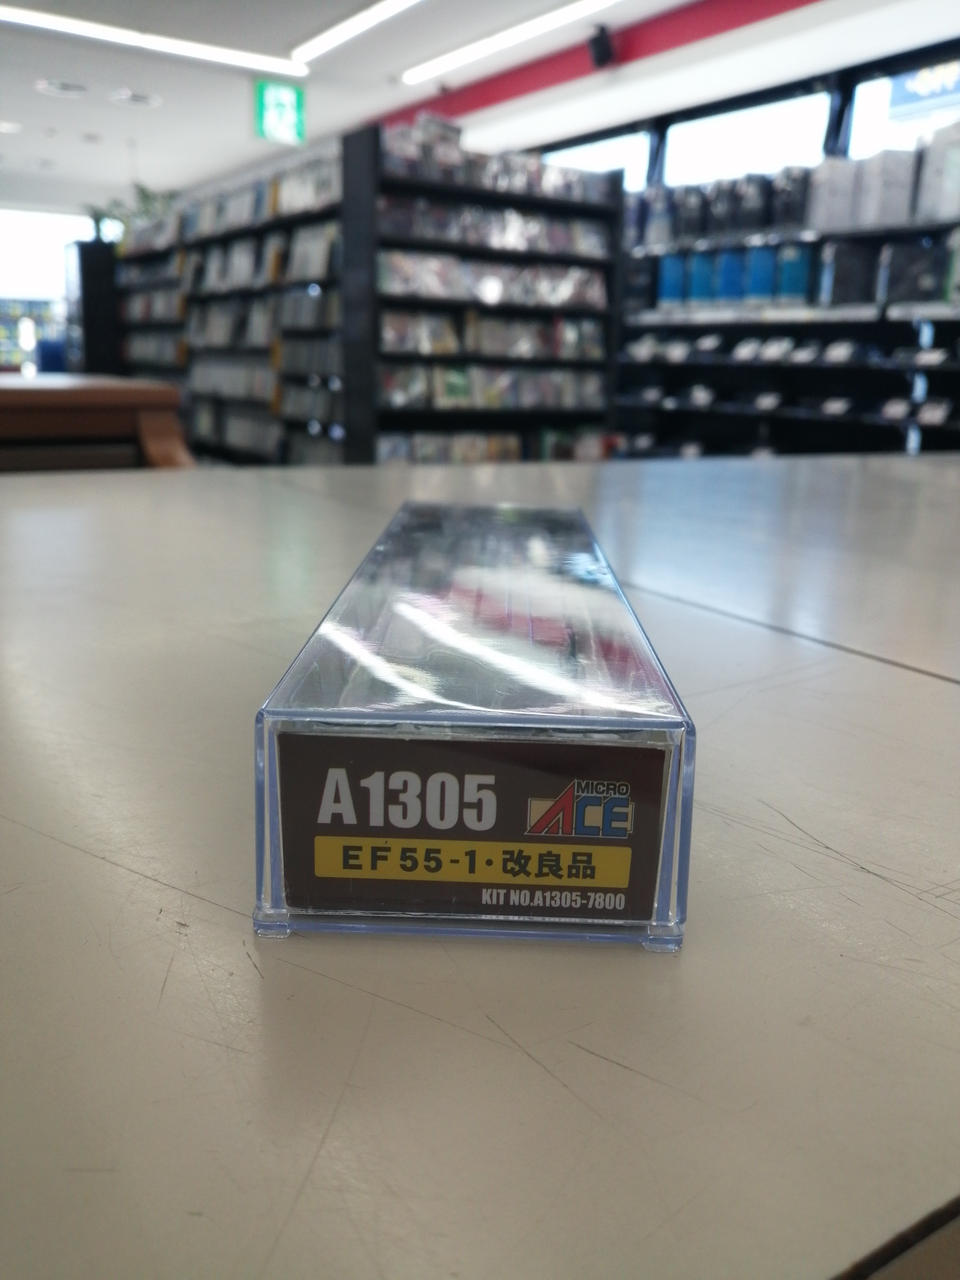 A1305
MICRO
ACE
EF55-1・改良品
KIT NO.A1305-7800